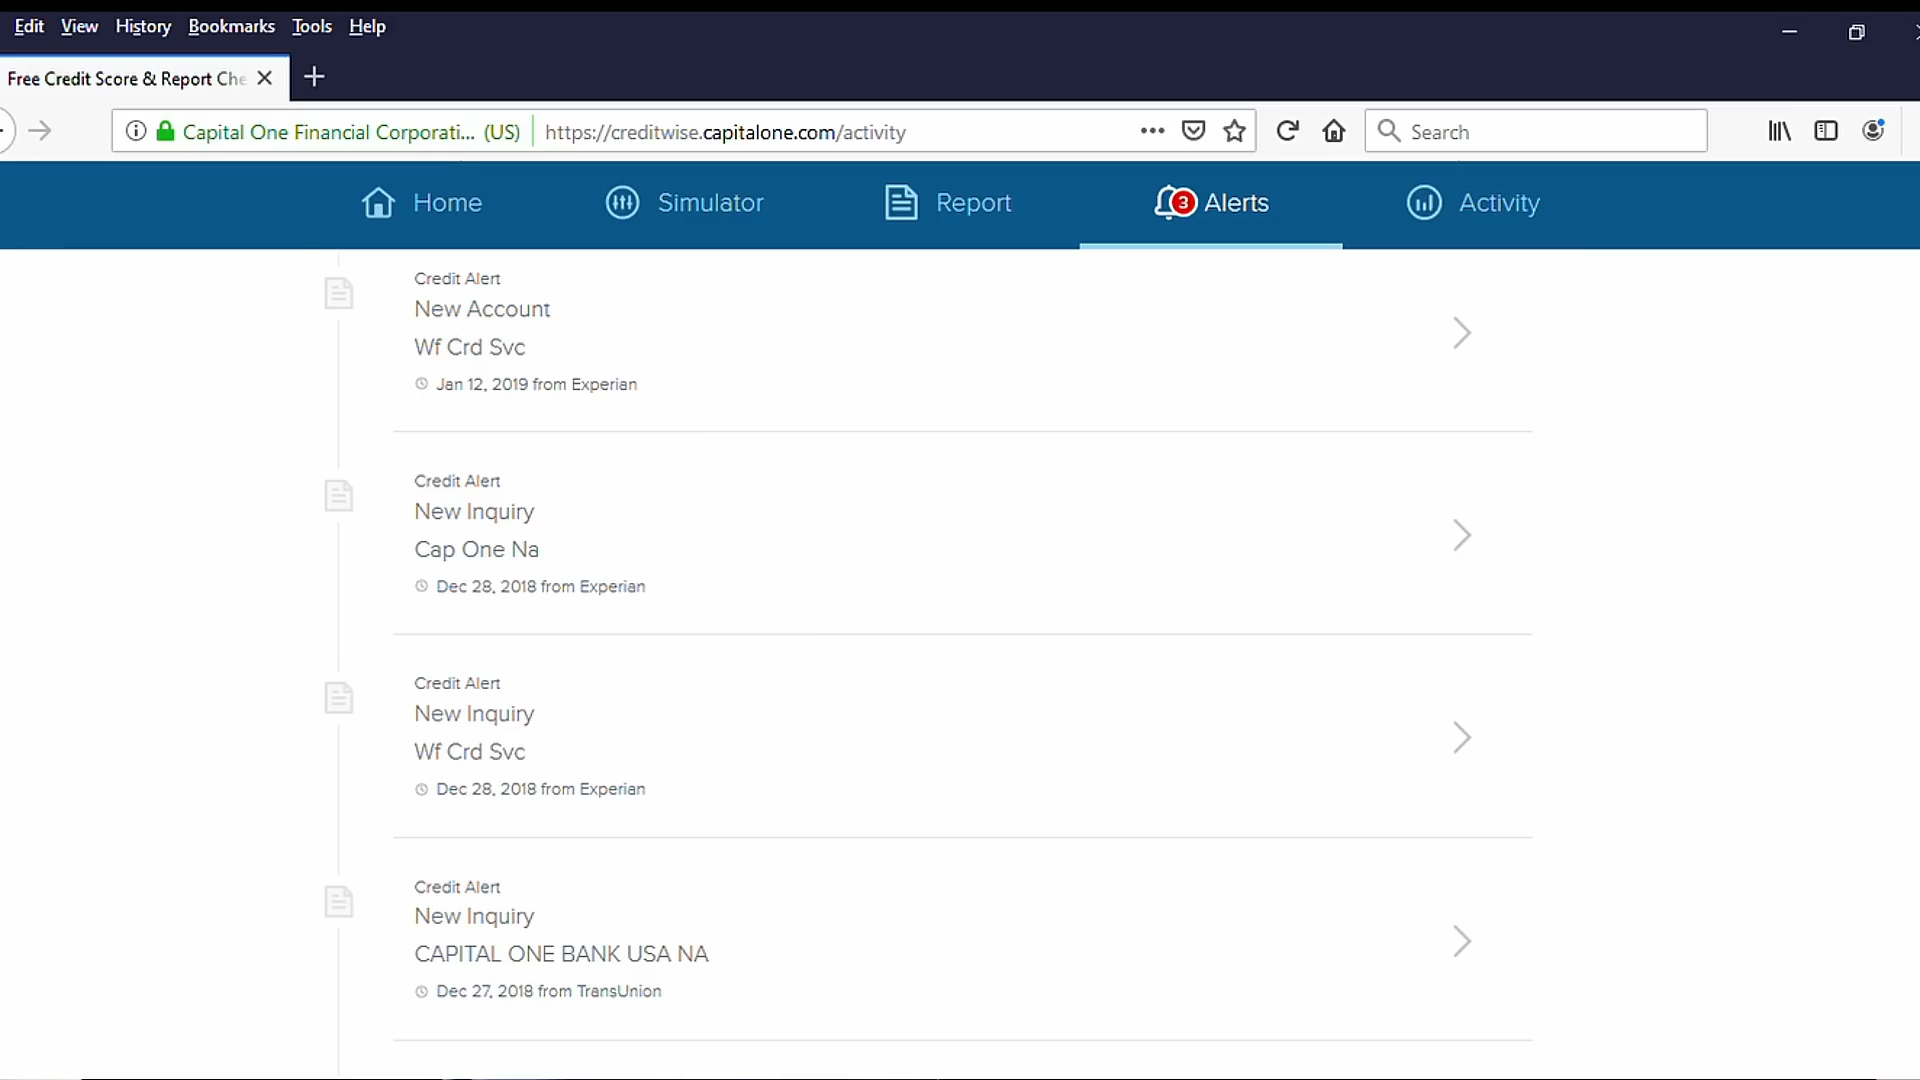 Edit View History Bookmarks Tools Help
Free Credit Score & Report Che
Capital One Financial Corporati... (US) https://creditwise.capitalone.com/activity Search
Home Simulator Report 3 Alerts Activity
Credit Alert
New Account
Wf Crd Svc
Jan 12, 2019 from Experian
Credit Alert
New Inquiry
Cap One Na
Dec 28, 2018 from Experian
Credit Alert
New Inquiry
Wf Crd Svc
Dec 28, 2018 from Experian
Credit Alert
New Inquiry
CAPITAL ONE BANK USA NA
Dec 27, 2018 from TransUnion